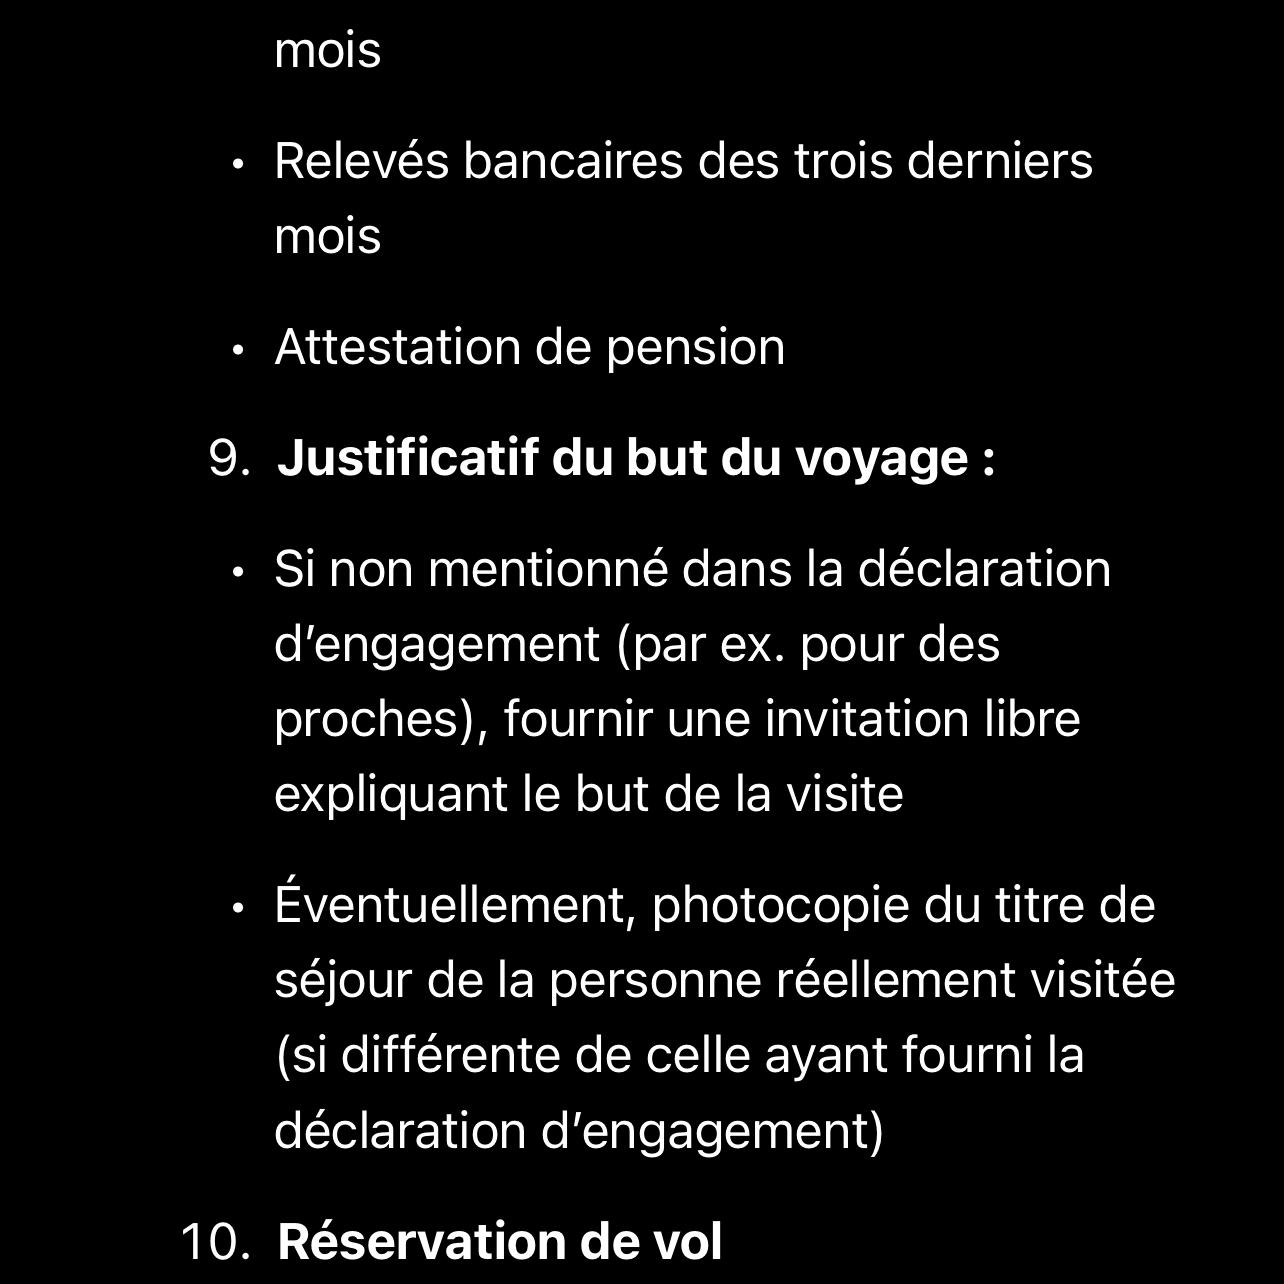 mois
• Relevés bancaires des trois derniers
mois
• Attestation de pension
9. Justificatif du but du voyage :
• Si non mentionné dans la déclaration
d’engagement (par ex. pour des
proches), fournir une invitation libre
expliquant le but de la visite
• Éventuellement, photocopie du titre de
séjour de la personne réellement visitée
(si différente de celle ayant fourni la
déclaration d’engagement)
10. Réservation de vol